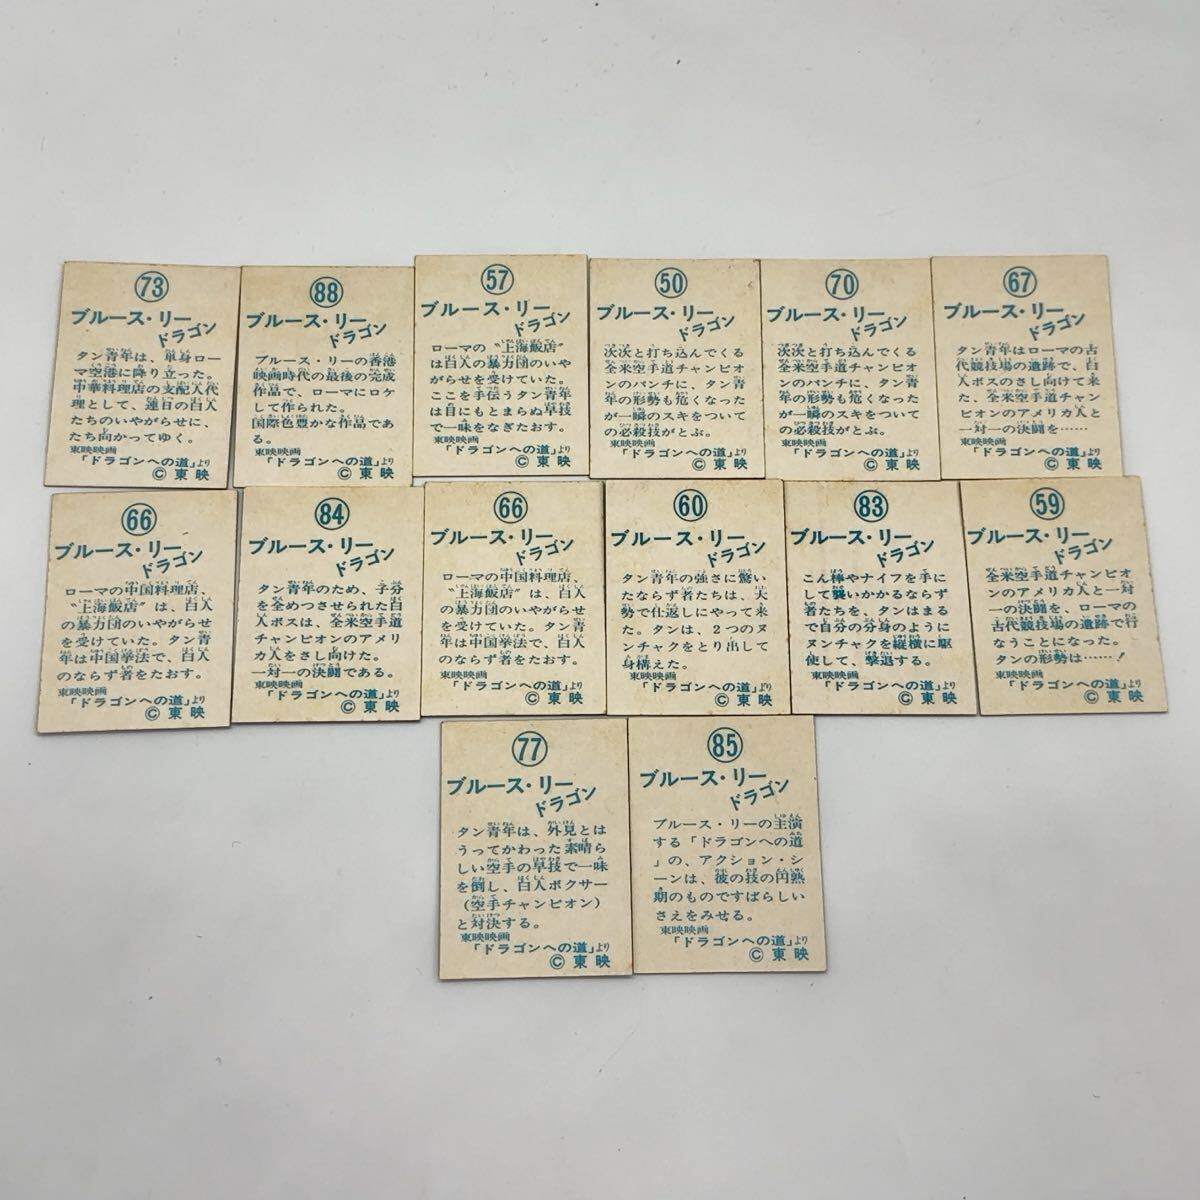 73
ブルース・リー
ドラゴン
タン青年は、単身ロー
マ空港に降り立った。
中華料理店の支配人代
理として、連日の白人
たちのいやがらせに、
たち向かってゆく。
東映映画
「ドラゴンへの道」より
© 東映
88
ブルース・リー
ドラゴン
ブルース・リーの香港
映画時代の最後の完成
作品で、ローマにロケ
して作られた。
国際色豊かな作品であ
る。
東映映画
「ドラゴンへの道」より
© 東映
57
ブルース・リー
ドラゴン
ローマの〝上海飯店〟
は白人の暴力団のいや
がらせを受けていた。
ここを手伝うタン青年
は目にもとまらぬ早技
で一味をなぎたおす。
東映映画
「ドラゴンへの道」より
© 東映
50
ブルース・リー
ドラゴン
次次と打ち込んでくる
全米空手道チャンピオ
ンのパンチに、タン青
年の形勢も危くなった
が一瞬のスキをついて
の必殺技がとぶ。
東映映画
「ドラゴンへの道」より
© 東映
70
ブルース・リー
ドラゴン
次次と打ち込んでくる
全米空手道チャンピオ
ンのパンチに、タン青
年の形勢も危くなった
が一瞬のスキをついて
の必殺技がとぶ。
東映映画
「ドラゴンへの道」より
© 東映
67
ブルース・リー
ドラゴン
タン青年はローマの古
代競技場の遺跡で、白
人ボスのさし向けて来
た、全米空手道チャン
ピオンのアメリカ人と
一対一の決闘を……
東映映画
「ドラゴンへの道」より
© 東映
66
ブルース・リー
ドラゴン
ローマの中国料理店、
〝上海飯店〟は、白人
の暴力団のいやがらせ
を受けていた。タン青
年は中国拳法で、白人
のならず者をたおす。
東映映画
「ドラゴンへの道」より
© 東映
84
ブルース・リー
ドラゴン
タン青年のため、子分
を全めつさせられた白
人ボスは、全米空手道
チャンピオンのアメリ
カ人をさし向けた。
一対一の決闘である。
東映映画
「ドラゴンへの道」より
© 東映
66
ブルース・リー
ドラゴン
ローマの中国料理店、
〝上海飯店〟は、白人
の暴力団のいやがらせ
を受けていた。タン青
年は中国拳法で、白人
のならず者をたおす。
東映映画
「ドラゴンへの道」より
© 東映
60
ブルース・リー
ドラゴン
タン青年の強さに驚い
たならず者たちは、大
勢で仕返しにやって来
た。タンは、２つのヌ
ンチャクをとり出して
身構えた。
東映映画
「ドラゴンへの道」より
© 東映
83
ブルース・リー
ドラゴン
こん棒やナイフを手に
して襲いかかるならず
者たちを、タンはまる
で自分の分身のように
ヌンチャクを縦横に駆
使して、撃退する。
東映映画
「ドラゴンへの道」より
© 東映
59
ブルース・リー
ドラゴン
全米空手道チャンピオ
ンのアメリカ人と一対
一の決闘を、ローマの
古代競技場の遺跡で行
なうことになった。
タンの形勢は……！
東映映画
「ドラゴンへの道」より
© 東映
77
ブルース・リー
ドラゴン
タン青年は、外見とは
うってかわった素晴ら
しい空手の早技で一味
を倒し、白人ボクサー
（空手チャンピオン）
と対決する。
東映映画
「ドラゴンへの道」より
© 東映
85
ブルース・リー
ドラゴン
ブルース・リーの主演
する「ドラゴンへの道
」の、アクション・シ
ーンは、彼の技の円熟
期のものですばらしい
さえをみせる。
東映映画
「ドラゴンへの道」より
© 東映